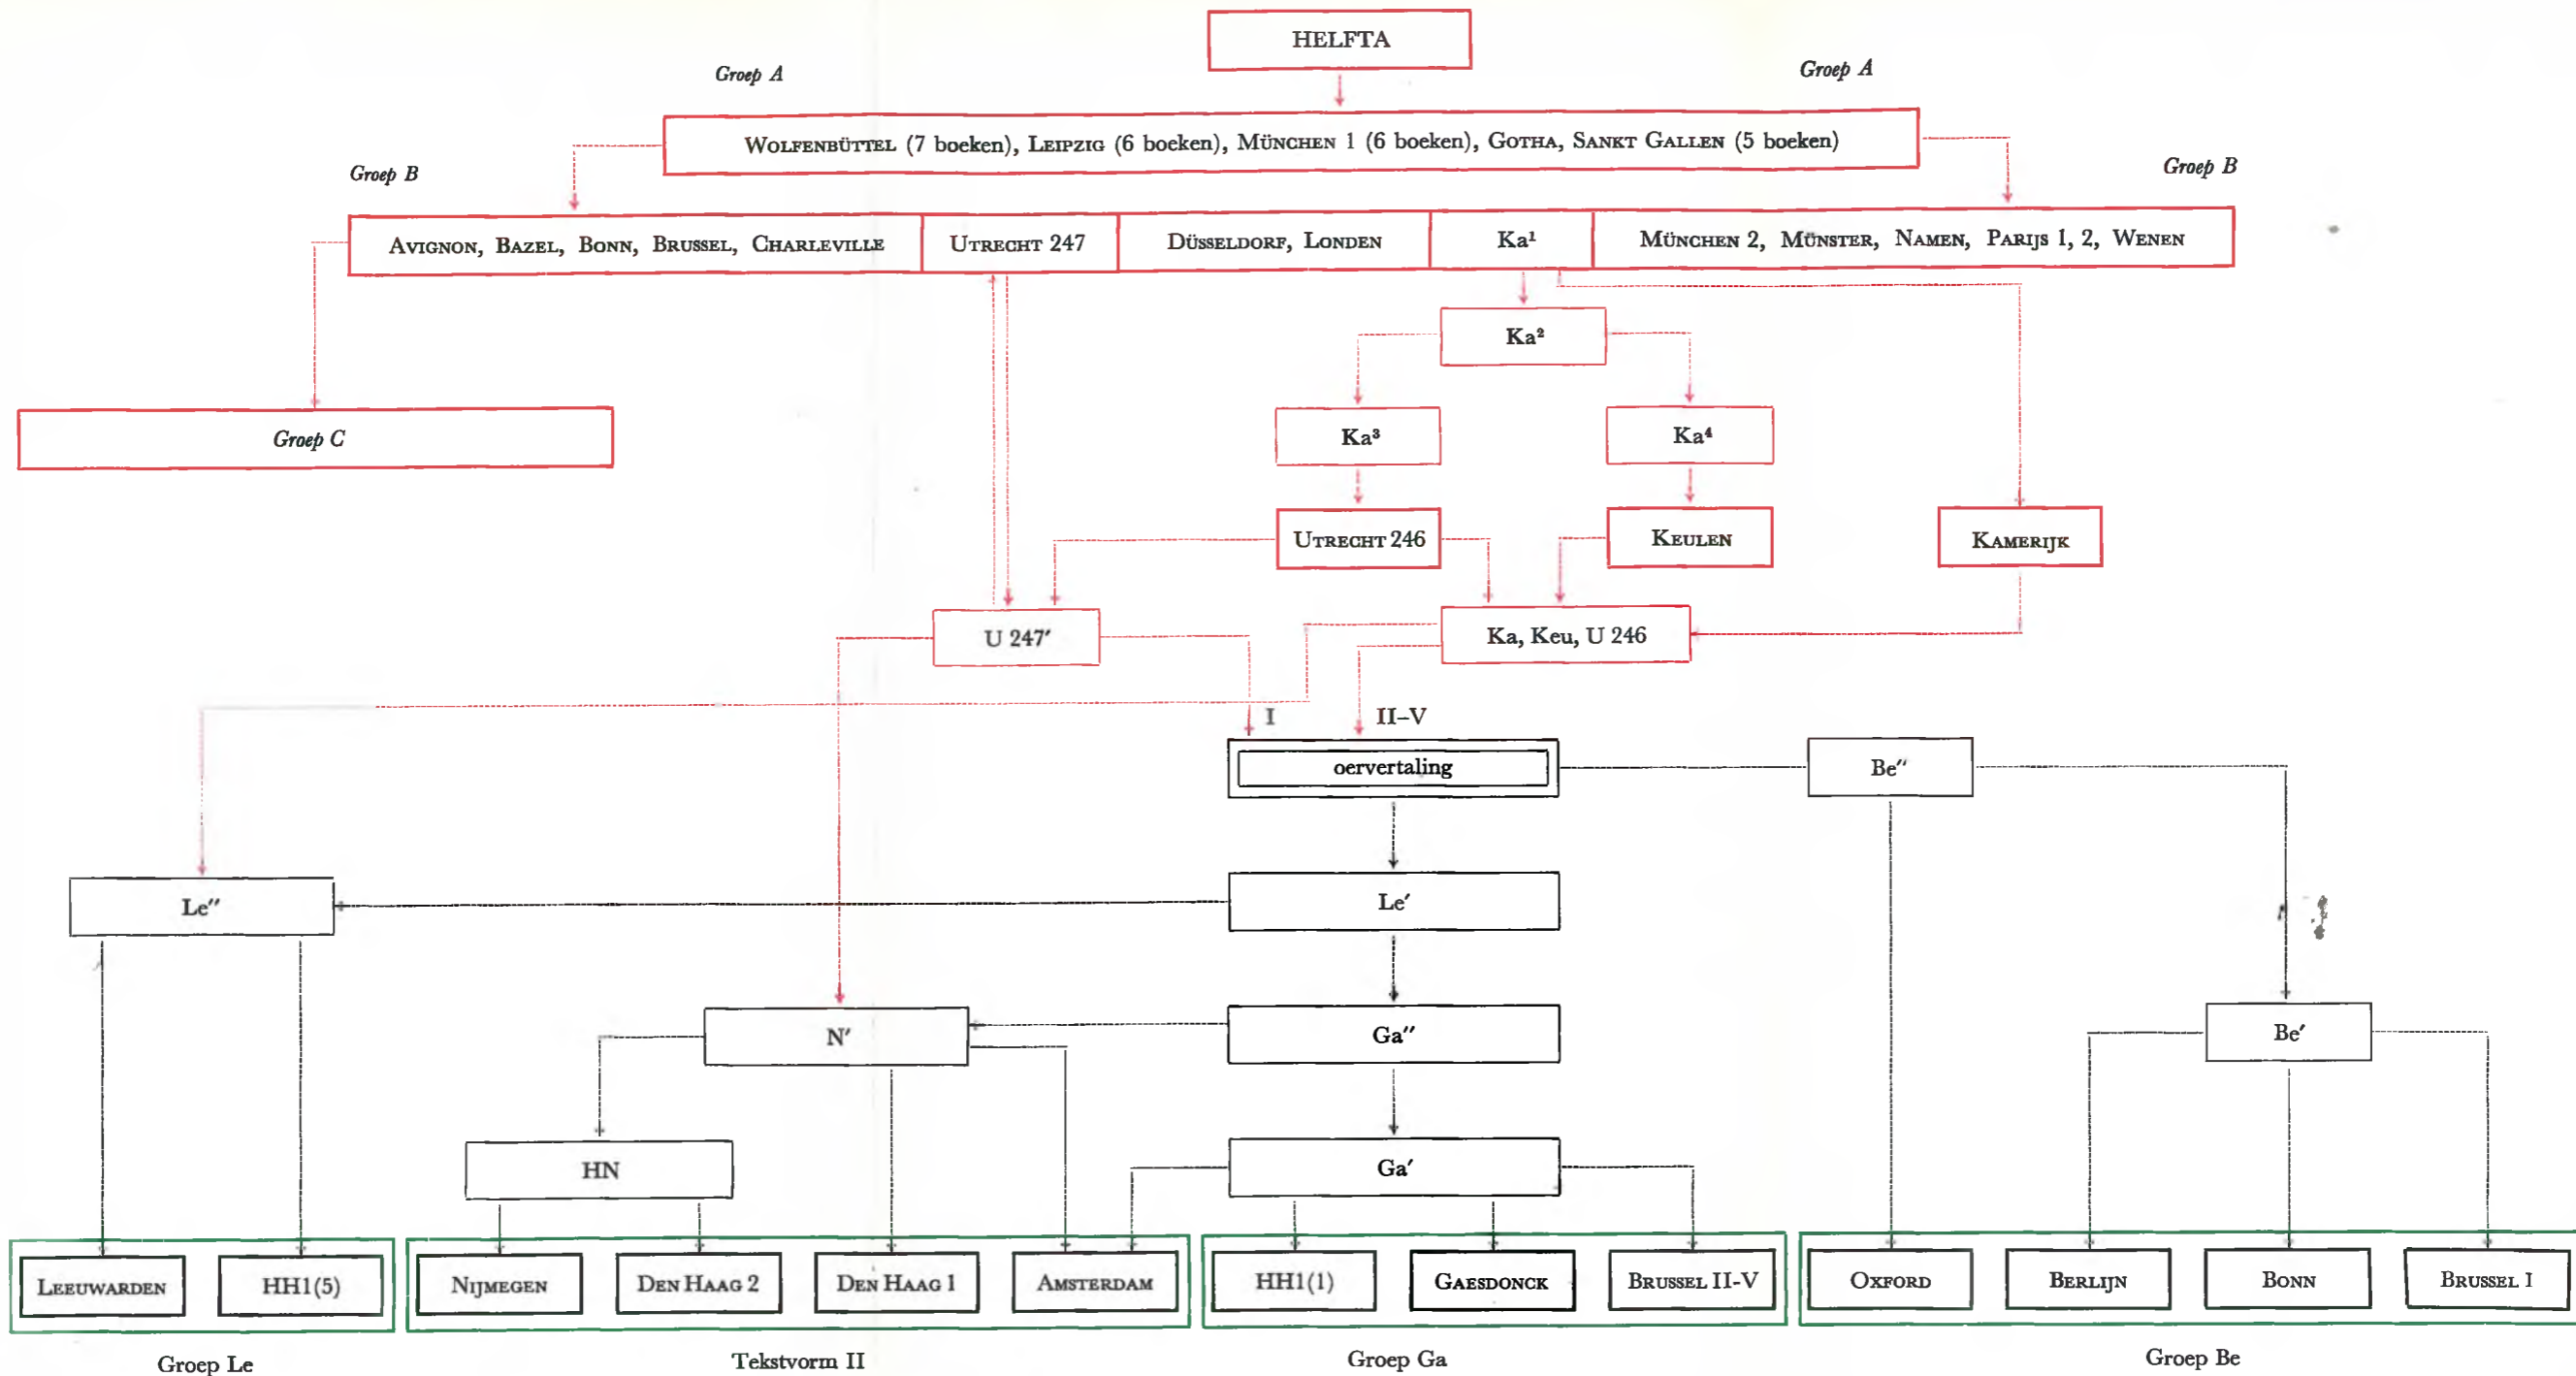 HELFTA
Groep A
Groep A
WOLFENBÜTTEL (7 boeken), LEIPZIG (6 boeken), MÜNCHEN 1 (6 boeken), GOTHA, SANKT GALLEN (5 boeken)
Groep B
Groep B
AVIGNON, BAZEL, BONN, BRUSSEL, CHARLEVILLE
UTRECHT 247
DÜSSELDORF, LONDEN
Ka¹
MÜNCHEN 2, MÜNSTER, NAMEN, PARIJS 1, 2, WENEN
Ka²
Groep C
Ka³
Ka⁴
UTRECHT 246
KEULEN
KAMERIJK
U 247′
Ka, Keu, U 246
I
II–V
oervertaling
Be″
Le″
Le′
N′
Ga″
Be′
HN
Ga′
LEEUWARDEN
HH1(5)
NIJMEGEN
DEN HAAG 2
DEN HAAG 1
AMSTERDAM
HH1(1)
GAESDONCK
BRUSSEL II-V
OXFORD
BERLIJN
BONN
BRUSSEL I
Groep Le
Tekstvorm II
Groep Ga
Groep Be